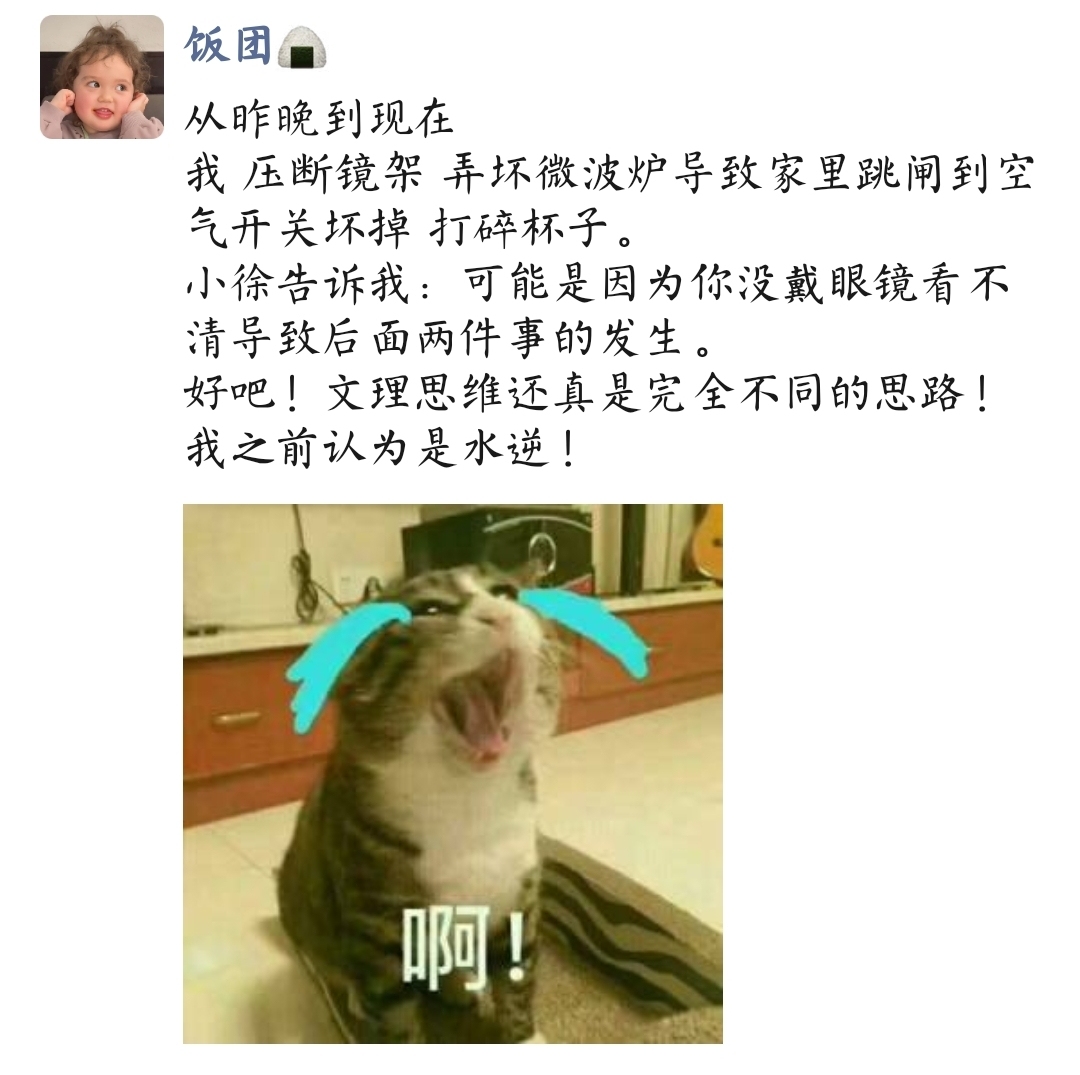 饭团🍙
从昨晚到现在
我 压断镜架 弄坏微波炉导致家里跳闸到空
气开关坏掉 打碎杯子。
小徐告诉我：可能是因为你没戴眼镜看不
清导致后面两件事的发生。
好吧！文理思维还真是完全不同的思路！
我之前认为是水逆！
啊！